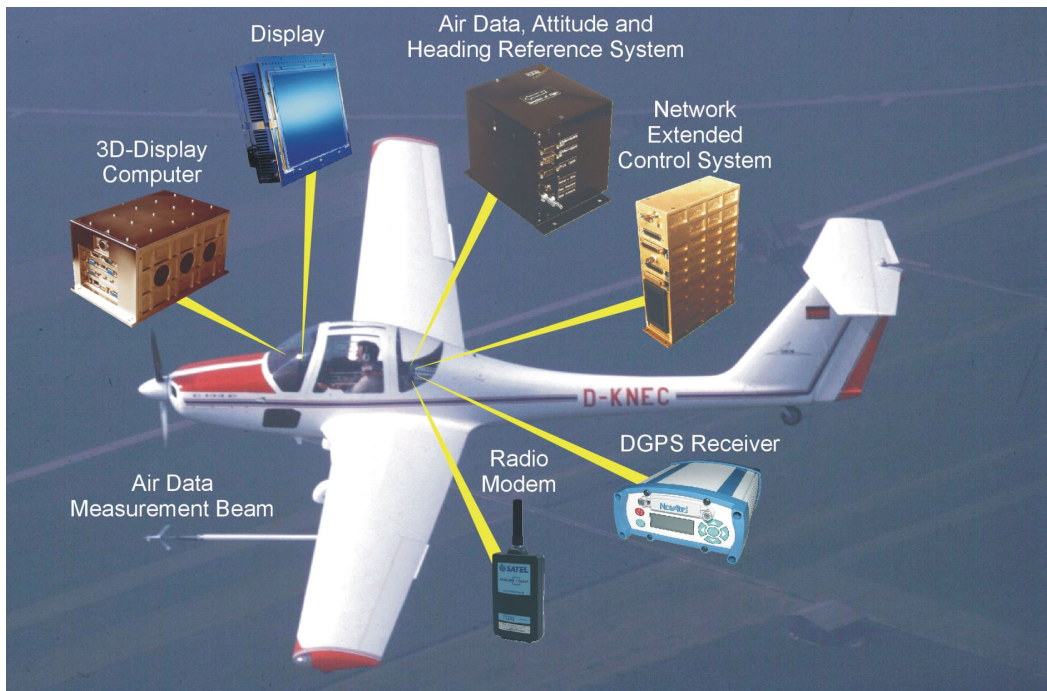 Display
Air Data, Attitude and
Heading Reference System
Network
Extended
Control System
3D-Display
Computer
D-KNEC
DGPS Receiver
NovAtel
Radio
Modem
SATEL
Air Data
Measurement Beam